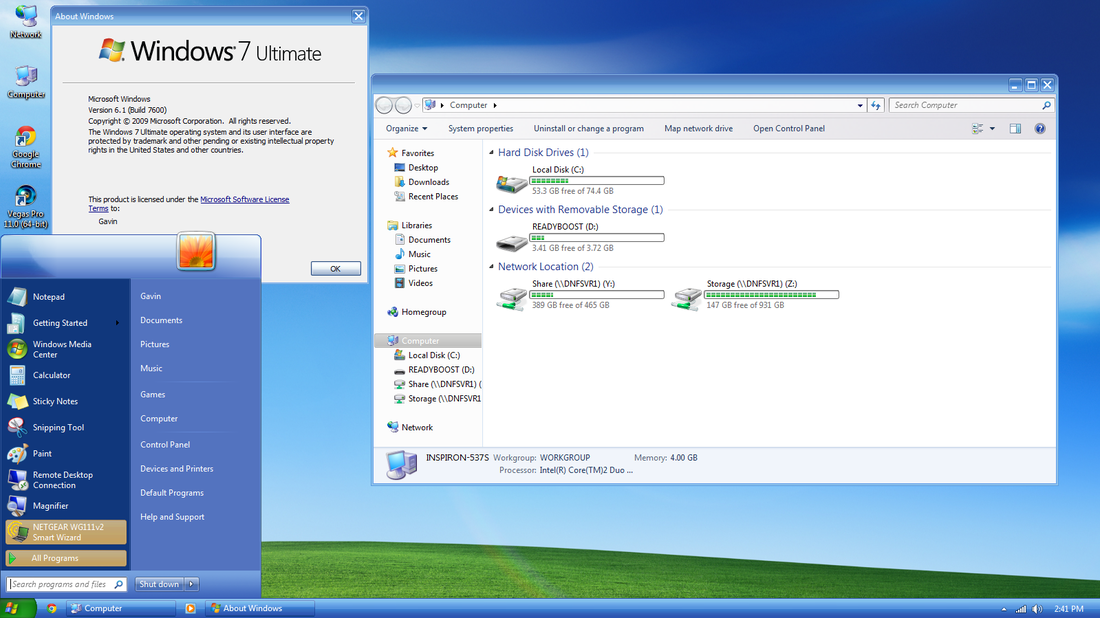 Network
Computer
Google
Chrome
Vegas Pro
11.0 (64-bit)
About Windows
Windows 7 Ultimate
Microsoft Windows
Version 6.1 (Build 7600)
Copyright © 2009 Microsoft Corporation. All rights reserved.
The Windows 7 Ultimate operating system and its user interface are
protected by trademark and other pending or existing intellectual property
rights in the United States and other countries.
This product is licensed under the Microsoft Software License
Terms to:
Gavin
OK
Notepad
Getting Started
Windows Media
Center
Calculator
Sticky Notes
Snipping Tool
Paint
Remote Desktop
Connection
Magnifier
NETGEAR WG111v2
Smart Wizard
All Programs
Search programs and files
Gavin
Documents
Pictures
Music
Games
Computer
Control Panel
Devices and Printers
Default Programs
Help and Support
Shut down
Computer
Search Computer
Organize
System properties
Uninstall or change a program
Map network drive
Open Control Panel
Favorites
Desktop
Downloads
Recent Places
Libraries
Documents
Music
Pictures
Videos
Homegroup
Computer
Local Disk (C:)
READYBOOST (D:)
Share (\\DNFSVR1) (
Storage (\\DNFSVR1
Network
Hard Disk Drives (1)
Local Disk (C:)
53.3 GB free of 74.4 GB
Devices with Removable Storage (1)
READYBOOST (D:)
3.41 GB free of 3.72 GB
Network Location (2)
Share (\\DNFSVR1) (Y:)
389 GB free of 465 GB
Storage (\\DNFSVR1) (Z:)
147 GB free of 931 GB
INSPIRON-537S Workgroup: WORKGROUP Memory: 4.00 GB
Processor: Intel(R) Core(TM)2 Duo ...
Computer
About Windows
2:41 PM